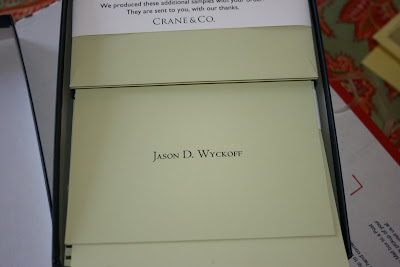 We produced these additional samples with your order.
They are sent to you, with our thanks.
CRANE & CO.
JASON D. WYCKOFF